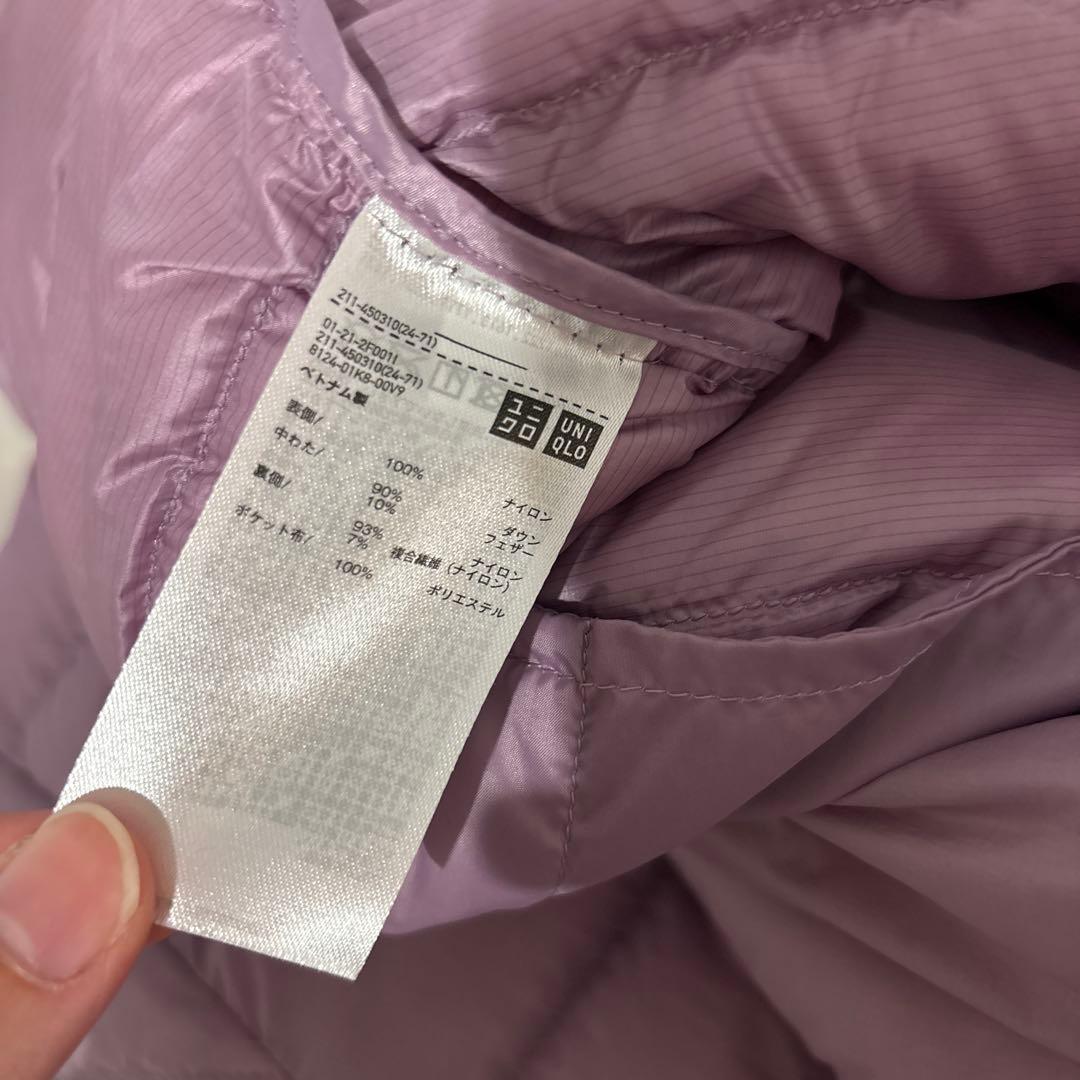 211-450310(24-71)
01-21-2F001I
211-450310(24-71)
8124-01K8-00V9
ベトナム製
ユニ
クロ
UNI
QLO
表側/ 100% ナイロン
中わた/ 90% ダウン
10% フェザー
裏側/ 93% ナイロン
7% 複合繊維(ナイロン)
ポケット布/ 100% ポリエステル